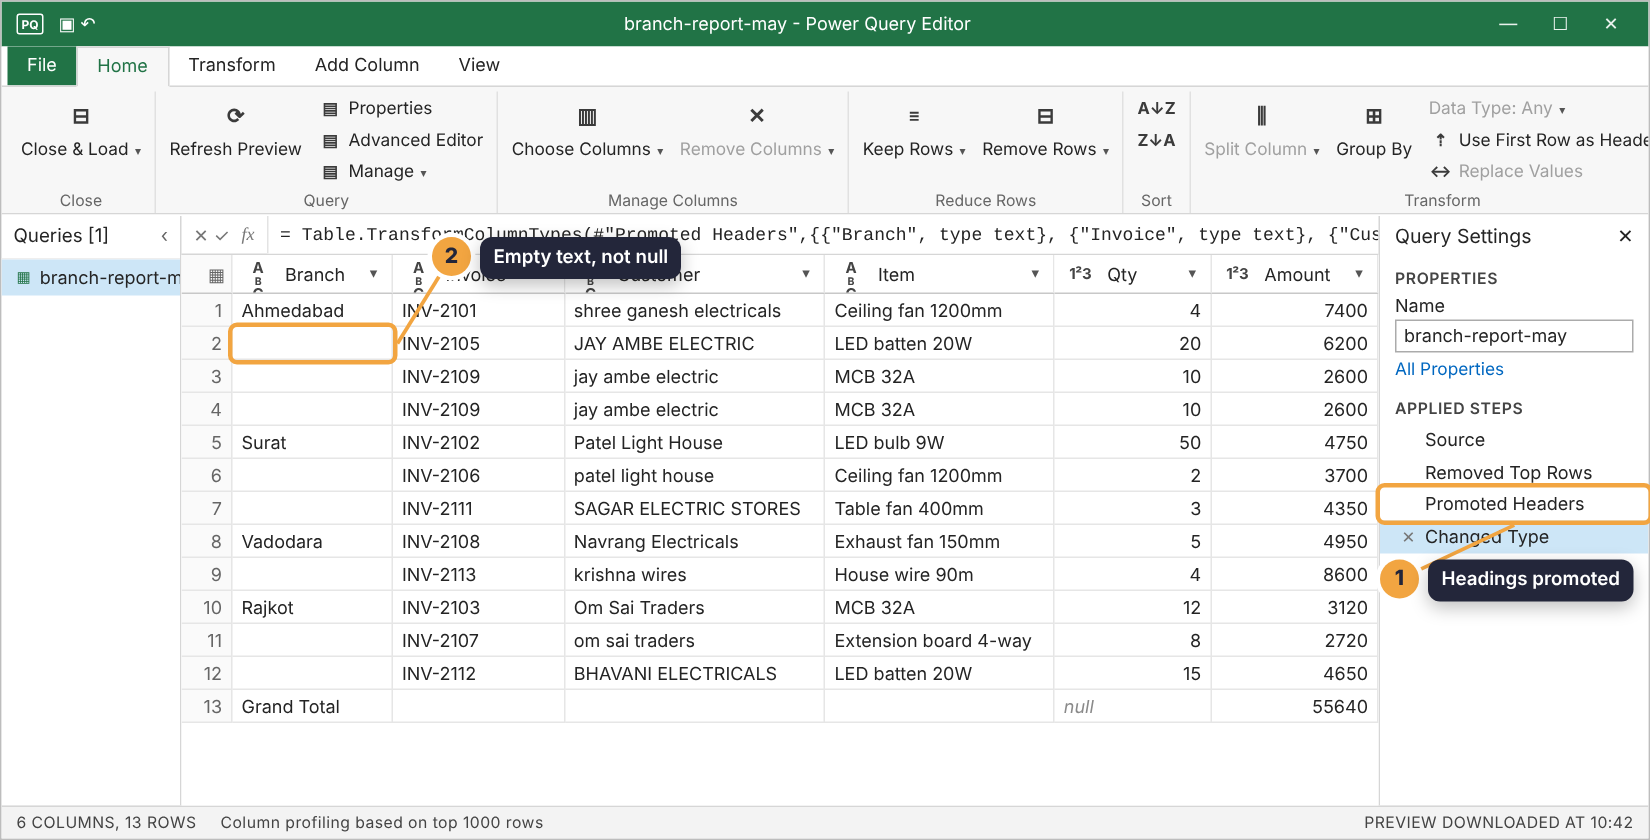 PQ
branch-report-may - Power Query Editor
File Home Transform Add Column View
Close & Load
Close
Refresh Preview
Properties
Advanced Editor
Manage
Query
Choose Columns
Remove Columns
Manage Columns
Keep Rows
Remove Rows
Reduce Rows
A↓Z
Z↓A
Sort
Split Column
Group By
Data Type: Any
Use First Row as Heade
Replace Values
Transform
Queries [1]
branch-report-m
fx = Table.TransformColumnTypes(#"Promoted Headers",{{"Branch", type text}, {"Invoice", type text}, {"Cus
2 Empty text, not null
ABC Branch ABC ABC ABC Item 1²3 Qty 1²3 Amount
1 Ahmedabad INV-2101 shree ganesh electricals Ceiling fan 1200mm 4 7400
2 INV-2105 JAY AMBE ELECTRIC LED batten 20W 20 6200
3 INV-2109 jay ambe electric MCB 32A 10 2600
4 INV-2109 jay ambe electric MCB 32A 10 2600
5 Surat INV-2102 Patel Light House LED bulb 9W 50 4750
6 INV-2106 patel light house Ceiling fan 1200mm 2 3700
7 INV-2111 SAGAR ELECTRIC STORES Table fan 400mm 3 4350
8 Vadodara INV-2108 Navrang Electricals Exhaust fan 150mm 5 4950
9 INV-2113 krishna wires House wire 90m 4 8600
10 Rajkot INV-2103 Om Sai Traders MCB 32A 12 3120
11 INV-2107 om sai traders Extension board 4-way 8 2720
12 INV-2112 BHAVANI ELECTRICALS LED batten 20W 15 4650
13 Grand Total null 55640
Query Settings
PROPERTIES
Name
branch-report-may
All Properties
APPLIED STEPS
Source
Removed Top Rows
Promoted Headers
Changed Type
1 Headings promoted
6 COLUMNS, 13 ROWS Column profiling based on top 1000 rows
PREVIEW DOWNLOADED AT 10:42